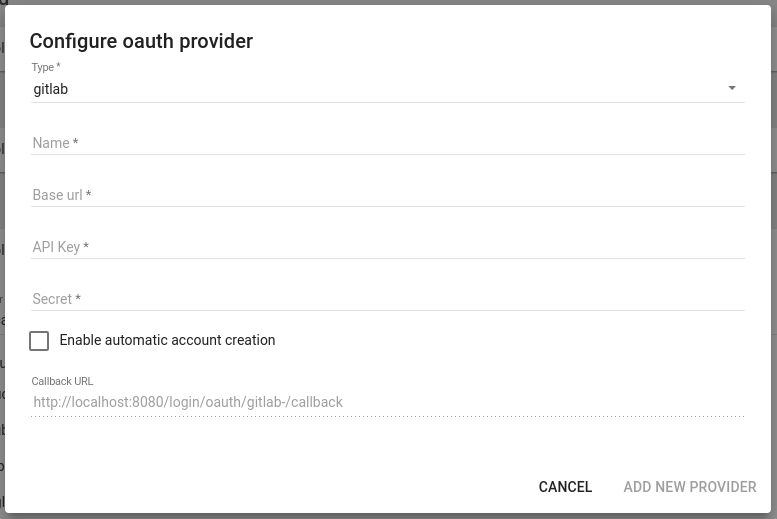 Configure oauth provider
Type *
gitlab
Name *
Base url *
API Key *
Secret *
Enable automatic account creation
Callback URL
http://localhost:8080/login/oauth/gitlab-/callback
CANCEL ADD NEW PROVIDER